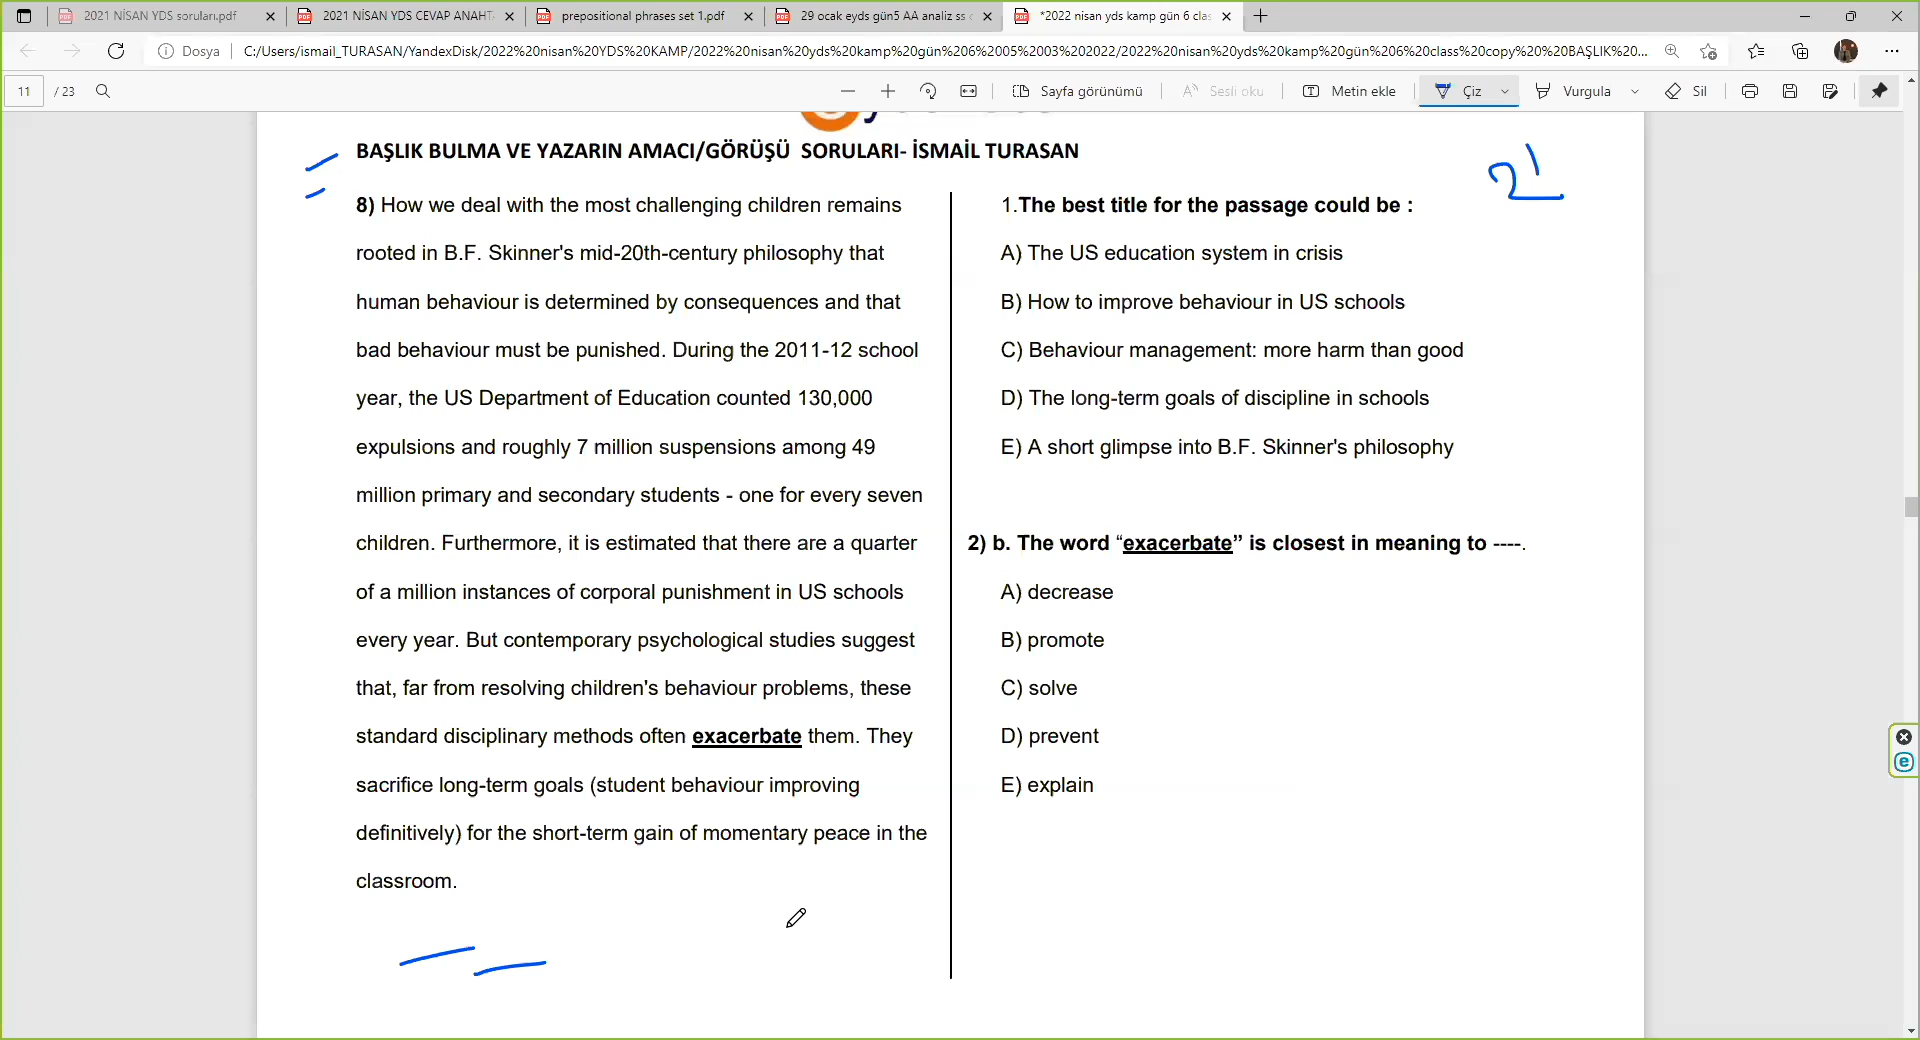 2021 NİSAN YDS soruları.pdf
2021 NİSAN YDS CEVAP ANAHT
prepositional phrases set 1.pdf
29 ocak eyds gün5 AA analiz ss
*2022 nisan yds kamp gün 6 clas
Dosya
C:/Users/ismail_TURASAN/YandexDisk/2022%20nisan%20YDS%20KAMP/2022%20nisan%20yds%20kamp%20gün%206%2005%2003%202022/2022%20nisan%20yds%20kamp%20gün%206%20class%20copy%20%20BAŞLIK%20...
11 / 23
Sayfa görünümü
Sesli oku
Metin ekle
Çiz
Vurgula
Sil
BAŞLIK BULMA VE YAZARIN AMACI/GÖRÜŞÜ SORULARI- İSMAİL TURASAN
21
8) How we deal with the most challenging children remains
rooted in B.F. Skinner's mid-20th-century philosophy that
human behaviour is determined by consequences and that
bad behaviour must be punished. During the 2011-12 school
year, the US Department of Education counted 130,000
expulsions and roughly 7 million suspensions among 49
million primary and secondary students - one for every seven
children. Furthermore, it is estimated that there are a quarter
of a million instances of corporal punishment in US schools
every year. But contemporary psychological studies suggest
that, far from resolving children's behaviour problems, these
standard disciplinary methods often exacerbate them. They
sacrifice long-term goals (student behaviour improving
definitively) for the short-term gain of momentary peace in the
classroom.
1.The best title for the passage could be :
A) The US education system in crisis
B) How to improve behaviour in US schools
C) Behaviour management: more harm than good
D) The long-term goals of discipline in schools
E) A short glimpse into B.F. Skinner's philosophy
2) b. The word “exacerbate” is closest in meaning to ----.
A) decrease
B) promote
C) solve
D) prevent
E) explain